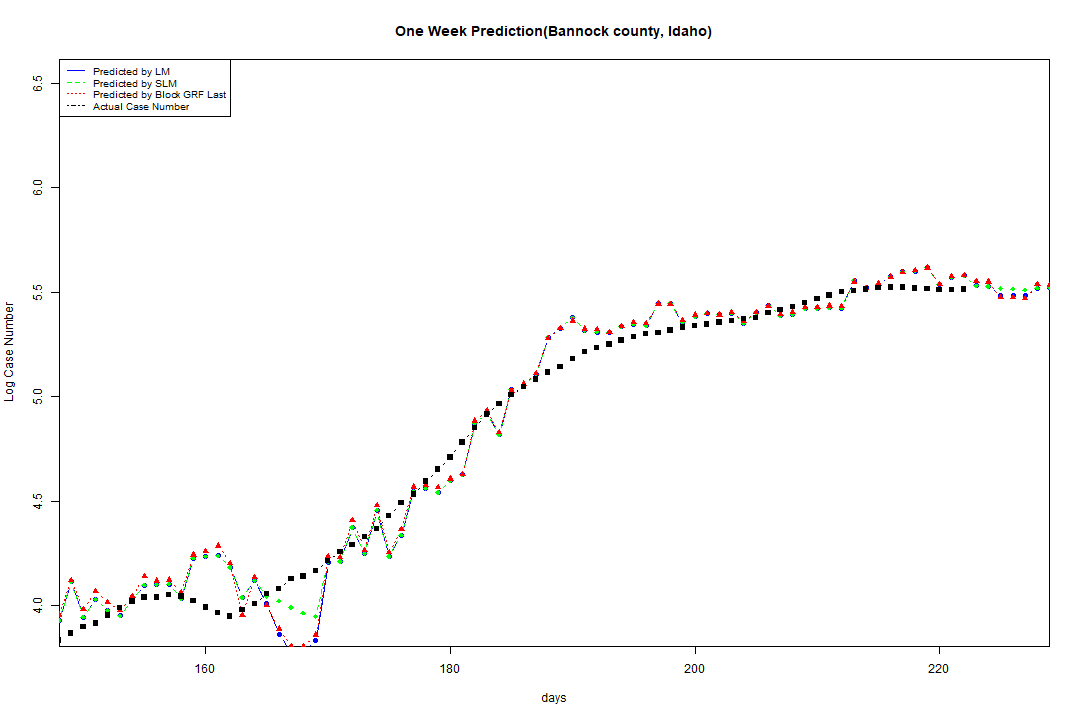 One Week Prediction(Bannock county, Idaho)
Predicted by LM
Predicted by SLM
Predicted by Block GRF Last
Actual Case Number
6.5
6.0
5.5
5.0
4.5
4.0
Log Case Number
160
180
200
220
days